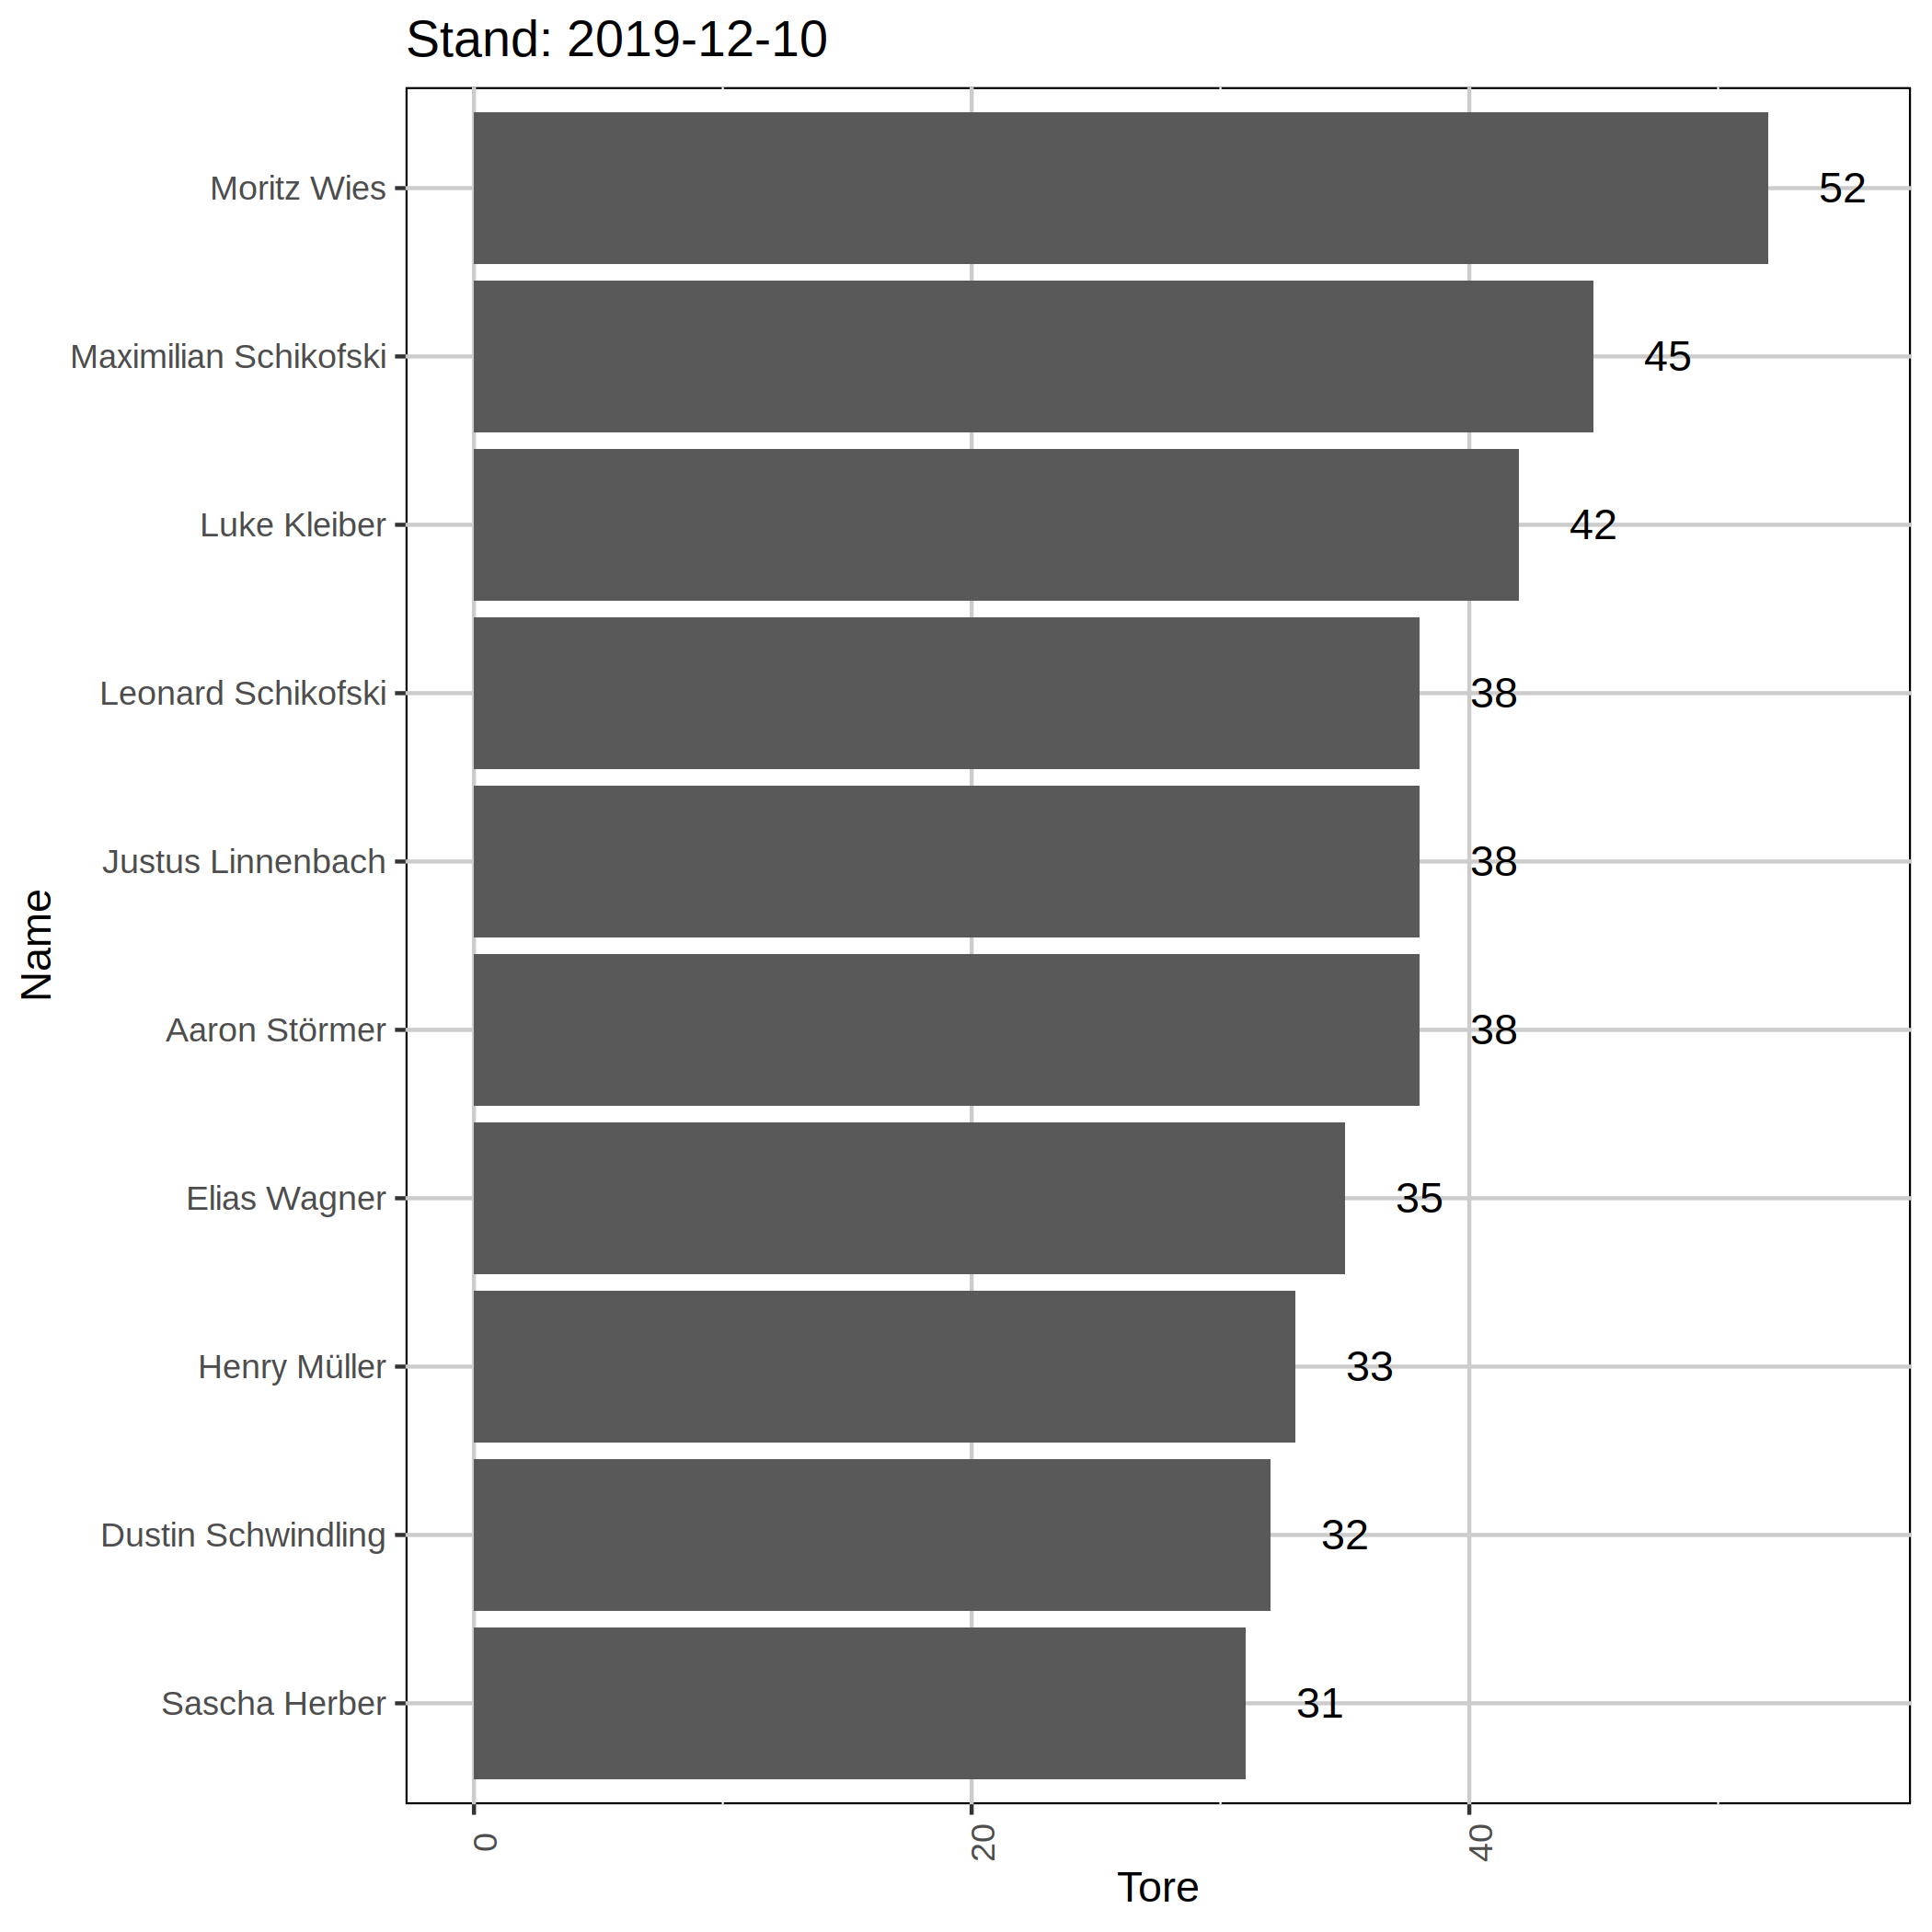 Stand: 2019-12-10
Moritz Wies 52
Maximilian Schikofski 45
Luke Kleiber 42
Leonard Schikofski 38
Justus Linnenbach 38
Aaron Störmer 38
Elias Wagner 35
Henry Müller 33
Dustin Schwindling 32
Sascha Herber 31
Name
0 20 40
Tore